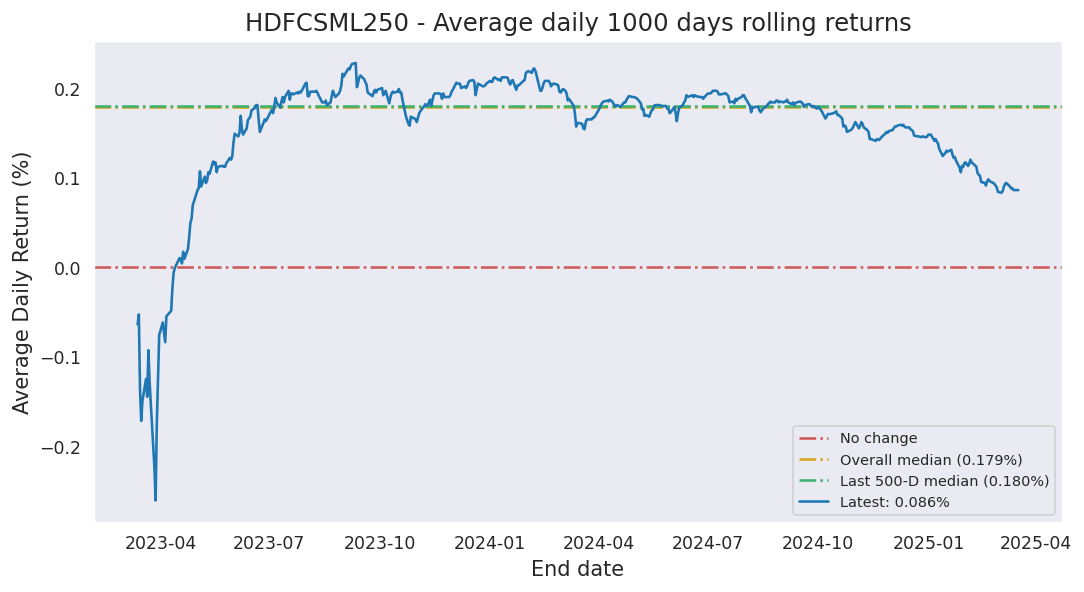 HDFCSML250 - Average daily 1000 days rolling returns
Average Daily Return (%)
0.2
0.1
0.0
−0.1
−0.2
No change
Overall median (0.179%)
Last 500-D median (0.180%)
Latest: 0.086%
2023-04 2023-07 2023-10 2024-01 2024-04 2024-07 2024-10 2025-01 2025-04
End date